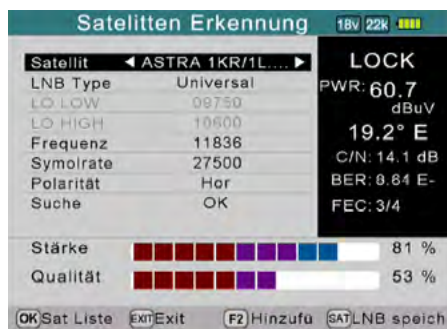 Satelitten Erkennung 18V 22K
Satellit ASTRA 1KR/1L....
LNB Type Universal
LO LOW 09750
LO HIGH 10600
Frequenz 11836
Symolrate 27500
Polarität Hor
Suche OK
LOCK
PWR: 60.7
dBuV
19.2° E
C/N: 14.1 dB
BER: 8.84 E-
FEC: 3/4
Stärke 81 %
Qualität 53 %
OK Sat Liste EXIT Exit F2 Hinzufü SAT LNB speich